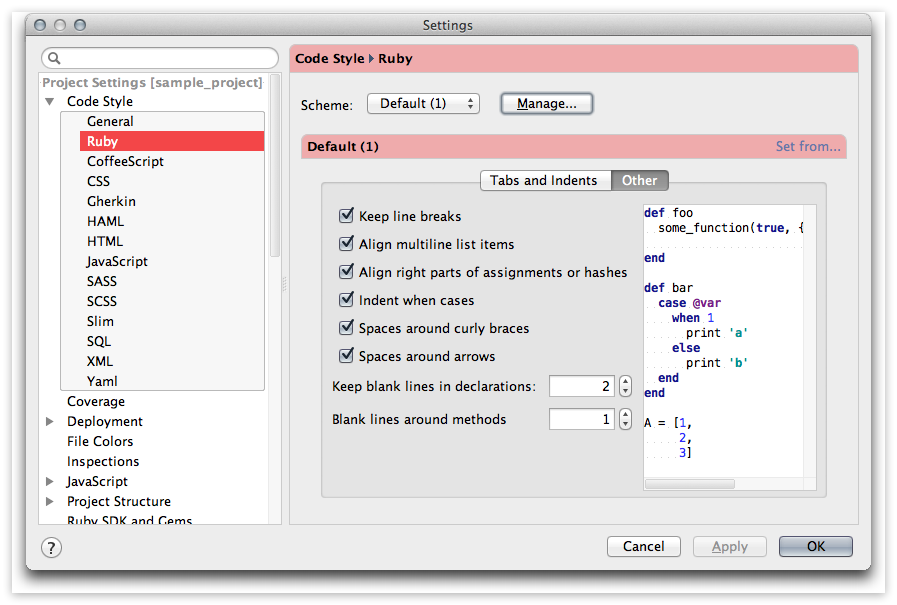 Settings
Project Settings [sample_project]
Code Style
General
Ruby
CoffeeScript
CSS
Gherkin
HAML
HTML
JavaScript
SASS
SCSS
Slim
SQL
XML
Yaml
Coverage
Deployment
File Colors
Inspections
JavaScript
Project Structure
Ruby SDK and Gems
Code Style Ruby
Scheme: Default (1) Manage...
Default (1) Set from...
Tabs and Indents Other
Keep line breaks
Align multiline list items
Align right parts of assignments or hashes
Indent when cases
Spaces around curly braces
Spaces around arrows
Keep blank lines in declarations: 2
Blank lines around methods 1
def foo
some_function(true, {
end
def bar
case @var
when 1
print 'a'
else
print 'b'
end
end
A = [1,
2,
3]
? Cancel Apply OK